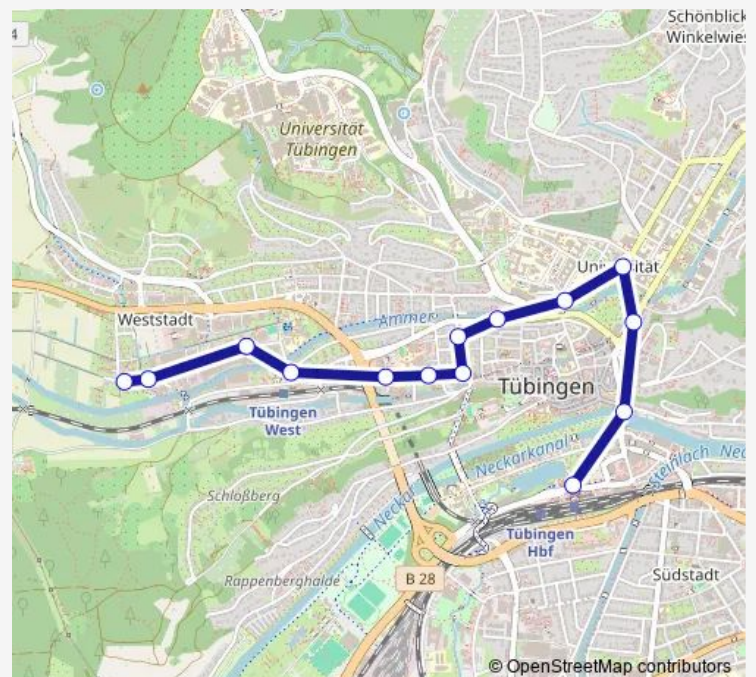 Schönblick
Winkelwies
4
Universität
Tübingen
Universität
Ammer
Weststadt
Tübingen
Tübingen
West
Neckarkanal
Steinlach
Schloßberg
Neckar
Tübingen
Hbf
B 28
Rappenberghalde
Südstadt
© OpenStreetMap contributors